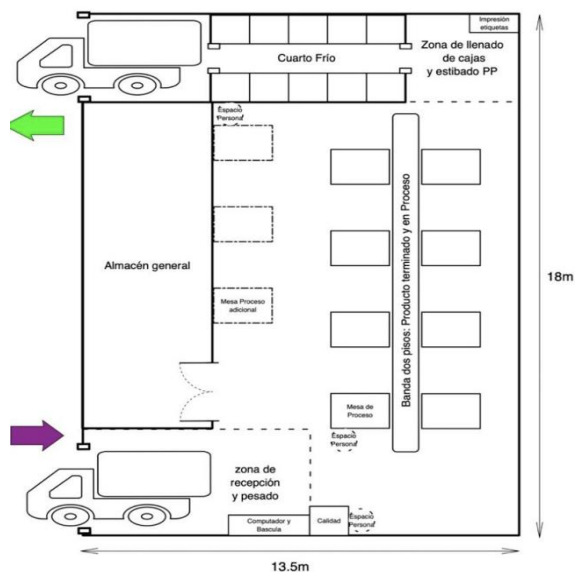 Impresión
etiquetas
Zona de llenado
de cajas
y estibado PP
Cuarto Frío
Espacio
Persona
Almacén general
Mesa Proceso
adicional
Banda dos pisos: Producto terminado y en Proceso
18m
Mesa de
Proceso
Espacio
Persona
zona de
recepción
y pesado
Computador y
Bascula
Calidad
Espacio
Persona
13.5m